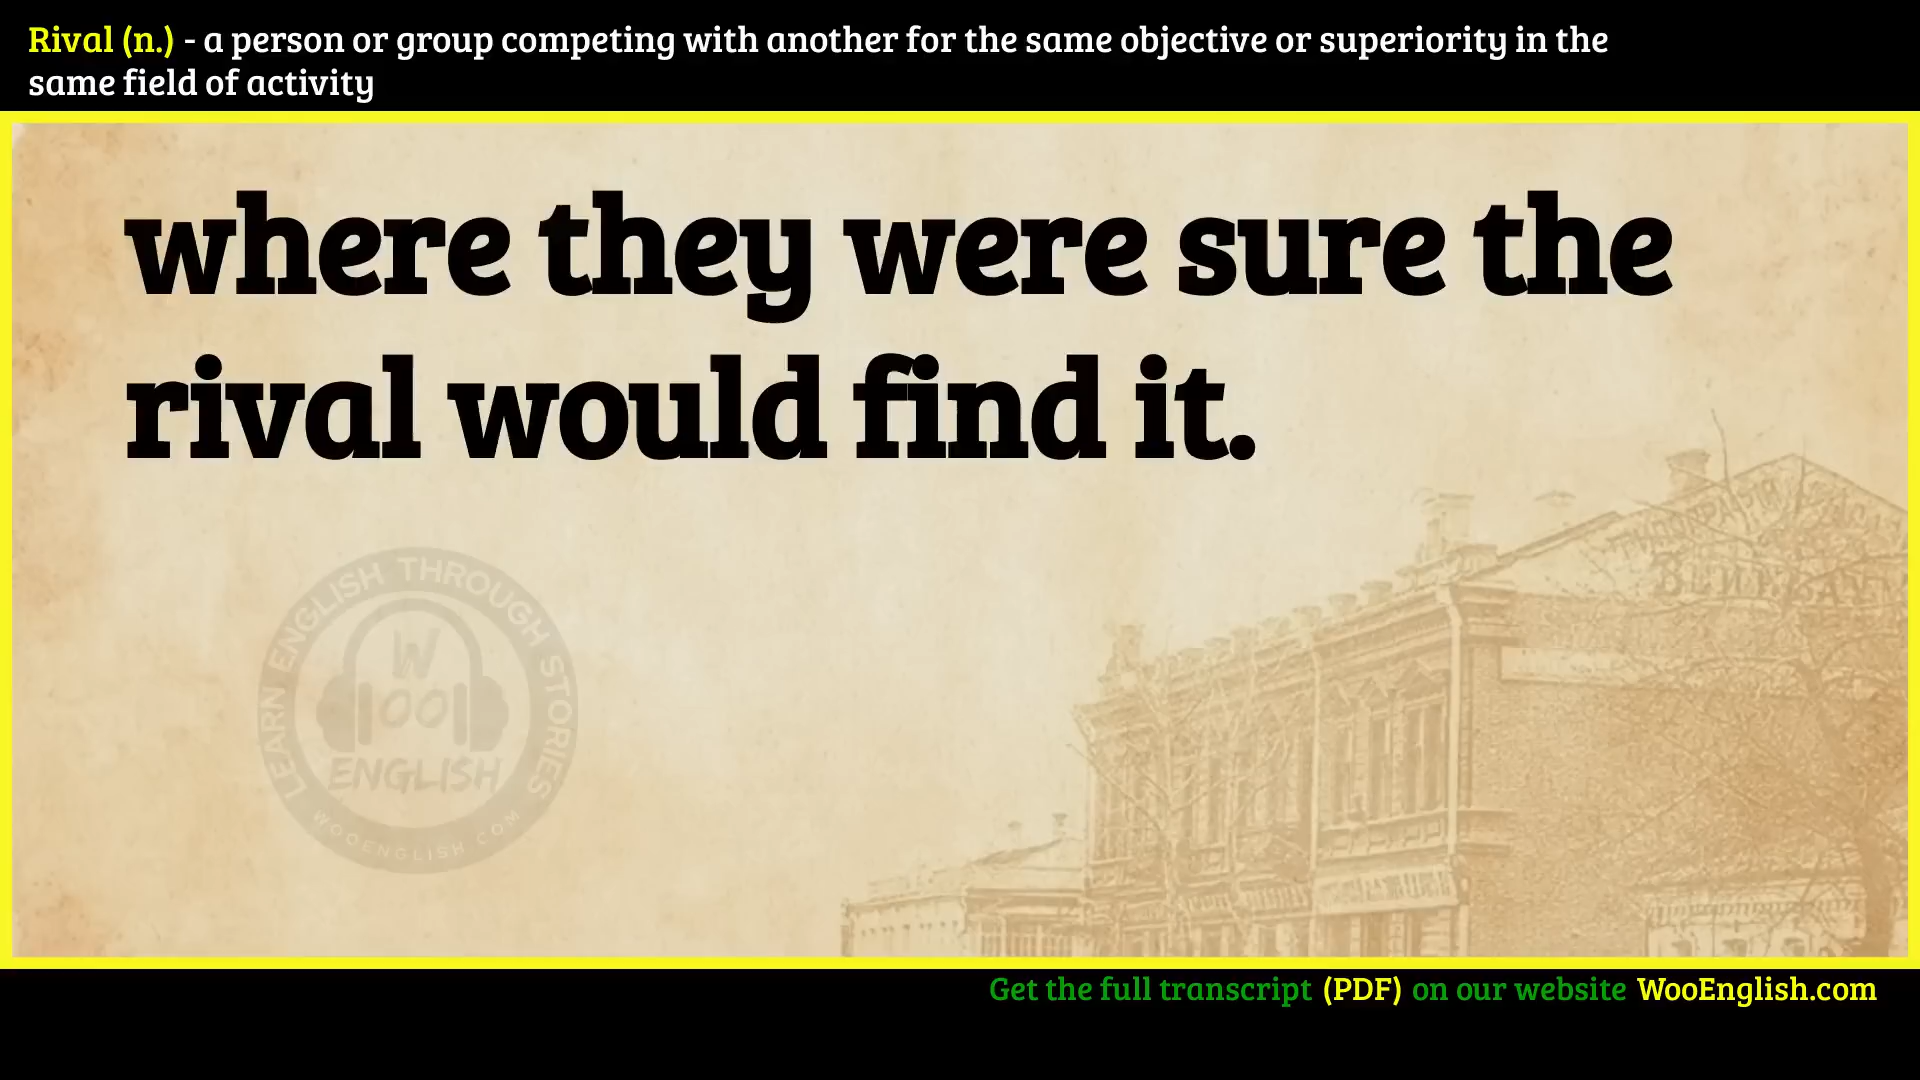 Rival (n.) - a person or group competing with another for the same objective or superiority in the
same field of activity
where they were sure the
rival would find it.
LEARN ENGLISH THROUGH STORIES
W
OO
ENGLISH
WOOENGLISH.COM
Get the full transcript (PDF) on our website WooEnglish.com